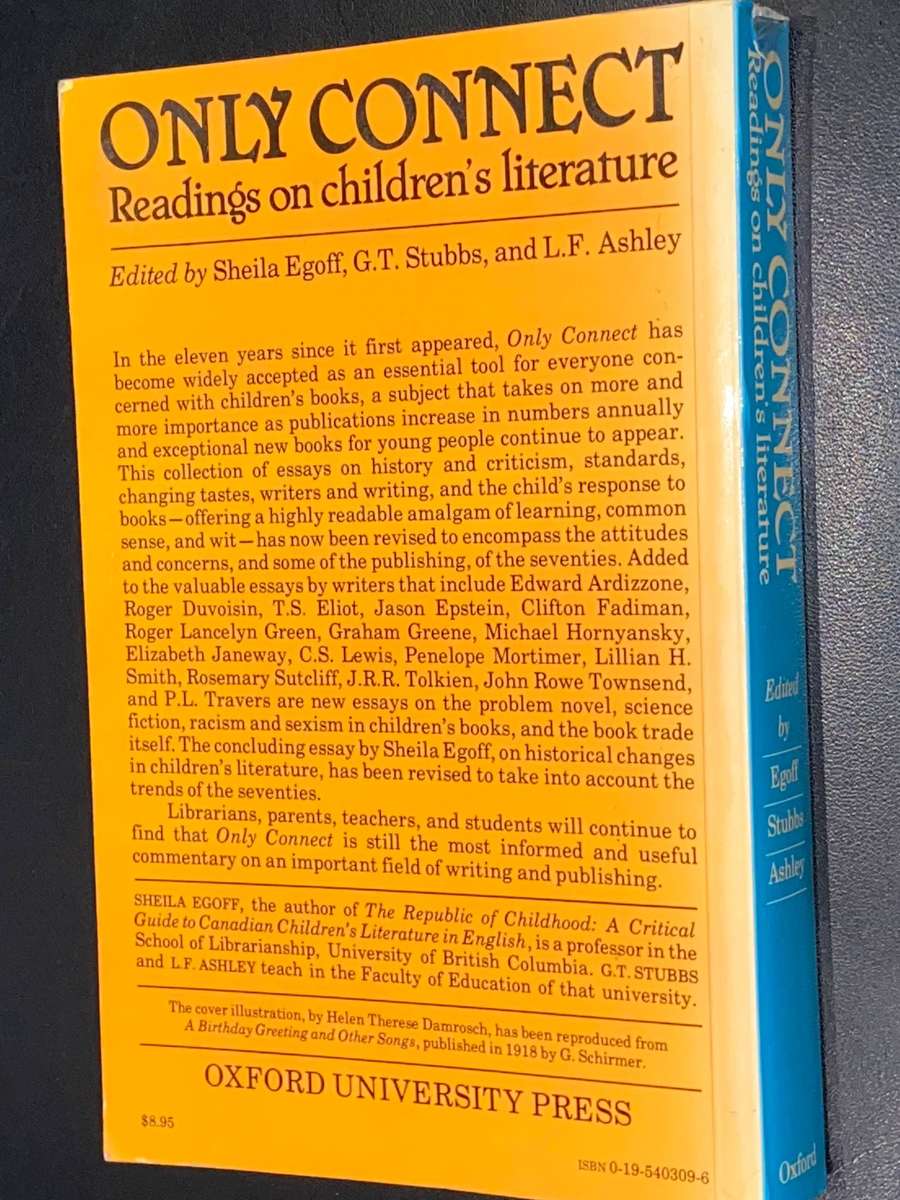 ONLY CONNECT
Readings on children's literature
Edited by Sheila Egoff, G.T. Stubbs, and L.F. Ashley
In the eleven years since it first appeared, Only Connect has
become widely accepted as an essential tool for everyone con-
cerned with children's books, a subject that takes on more and
more importance as publications increase in numbers annually
and exceptional new books for young people continue to appear.
This collection of essays on history and criticism, standards,
changing tastes, writers and writing, and the child's response to
books—offering a highly readable amalgam of learning, common
sense, and wit—has now been revised to encompass the attitudes
and concerns, and some of the publishing, of the seventies. Added
to the valuable essays by writers that include Edward Ardizzone,
Roger Duvoisin, T.S. Eliot, Jason Epstein, Clifton Fadiman,
Roger Lancelyn Green, Graham Greene, Michael Hornyansky,
Elizabeth Janeway, C.S. Lewis, Penelope Mortimer, Lillian H.
Smith, Rosemary Sutcliff, J.R.R. Tolkien, John Rowe Townsend,
and P.L. Travers are new essays on the problem novel, science
fiction, racism and sexism in children's books, and the book trade
itself. The concluding essay by Sheila Egoff, on historical changes
in children's literature, has been revised to take into account the
trends of the seventies.
Librarians, parents, teachers, and students will continue to
find that Only Connect is still the most informed and useful
commentary on an important field of writing and publishing.
SHEILA EGOFF, the author of The Republic of Childhood: A Critical
Guide to Canadian Children's Literature in English, is a professor in the
School of Librarianship, University of British Columbia. G.T. STUBBS
and L.F. ASHLEY teach in the Faculty of Education of that university.
The cover illustration, by Helen Therese Damrosch, has been reproduced from
A Birthday Greeting and Other Songs, published in 1918 by G. Schirmer.
OXFORD UNIVERSITY PRESS
$8.95
ISBN 0-19-540309-6
ONLY CONNECT
Readings on children's literature
Edited
by
Egoff
Stubbs
Ashley
Oxford